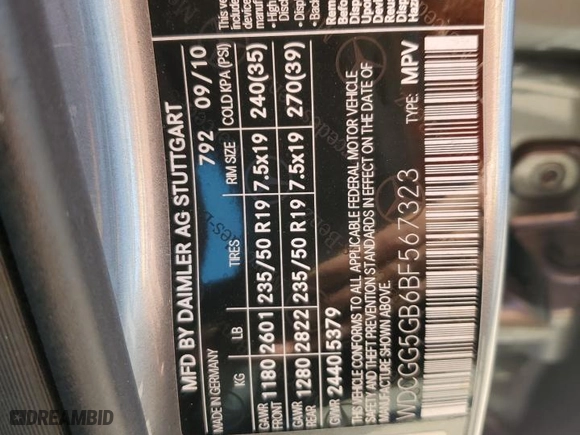 MFD BY DAIMLER AG STUTTGART
MADE IN GERMANY 792 09/10
KG LB TIRES RIM SIZE COLD KPA (PSI)
GAWR FRONT 1180 2601 235/50 R19 7.5x19 240(35)
GAWR REAR 1280 2822 235/50 R19 7.5x19 270(39)
GVWR 2440 5379
THIS VEHICLE CONFORMS TO ALL APPLICABLE FEDERAL MOTOR VEHICLE
SAFETY AND THEFT PREVENTION STANDARDS IN EFFECT ON THE DATE OF
MANUFACTURE SHOWN ABOVE.
WDCGG5GB6BF567323 TYPE: MPV
DREAMBID